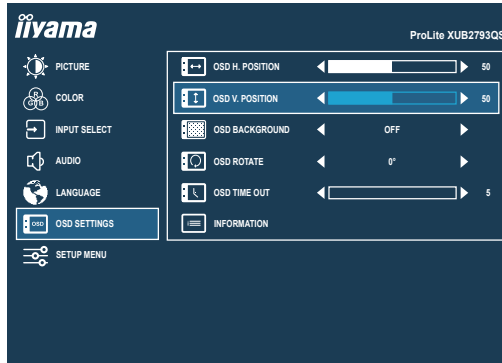 iiyama
ProLite XUB2793QS
PICTURE
COLOR
INPUT SELECT
AUDIO
LANGUAGE
OSD SETTINGS
SETUP MENU
OSD H. POSITION 50
OSD V. POSITION 50
OSD BACKGROUND OFF
OSD ROTATE 0°
OSD TIME OUT 5
INFORMATION
R
G B
OSD